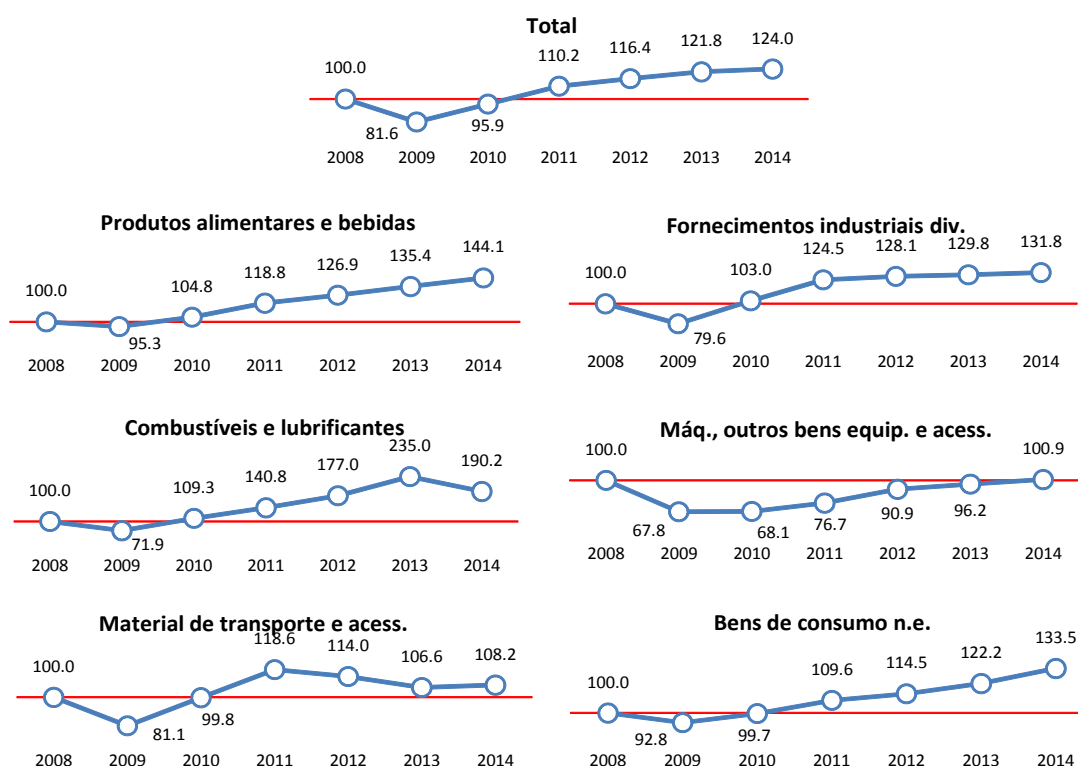 Total
100.0 81.6 95.9 110.2 116.4 121.8 124.0
2008 2009 2010 2011 2012 2013 2014
Produtos alimentares e bebidas
100.0 95.3 104.8 118.8 126.9 135.4 144.1
2008 2009 2010 2011 2012 2013 2014
Fornecimentos industriais div.
100.0 79.6 103.0 124.5 128.1 129.8 131.8
2008 2009 2010 2011 2012 2013 2014
Combustíveis e lubrificantes
100.0 71.9 109.3 140.8 177.0 235.0 190.2
2008 2009 2010 2011 2012 2013 2014
Máq., outros bens equip. e acess.
100.0 67.8 68.1 76.7 90.9 96.2 100.9
2008 2009 2010 2011 2012 2013 2014
Material de transporte e acess.
100.0 81.1 99.8 118.6 114.0 106.6 108.2
2008 2009 2010 2011 2012 2013 2014
Bens de consumo n.e.
100.0 92.8 99.7 109.6 114.5 122.2 133.5
2008 2009 2010 2011 2012 2013 2014